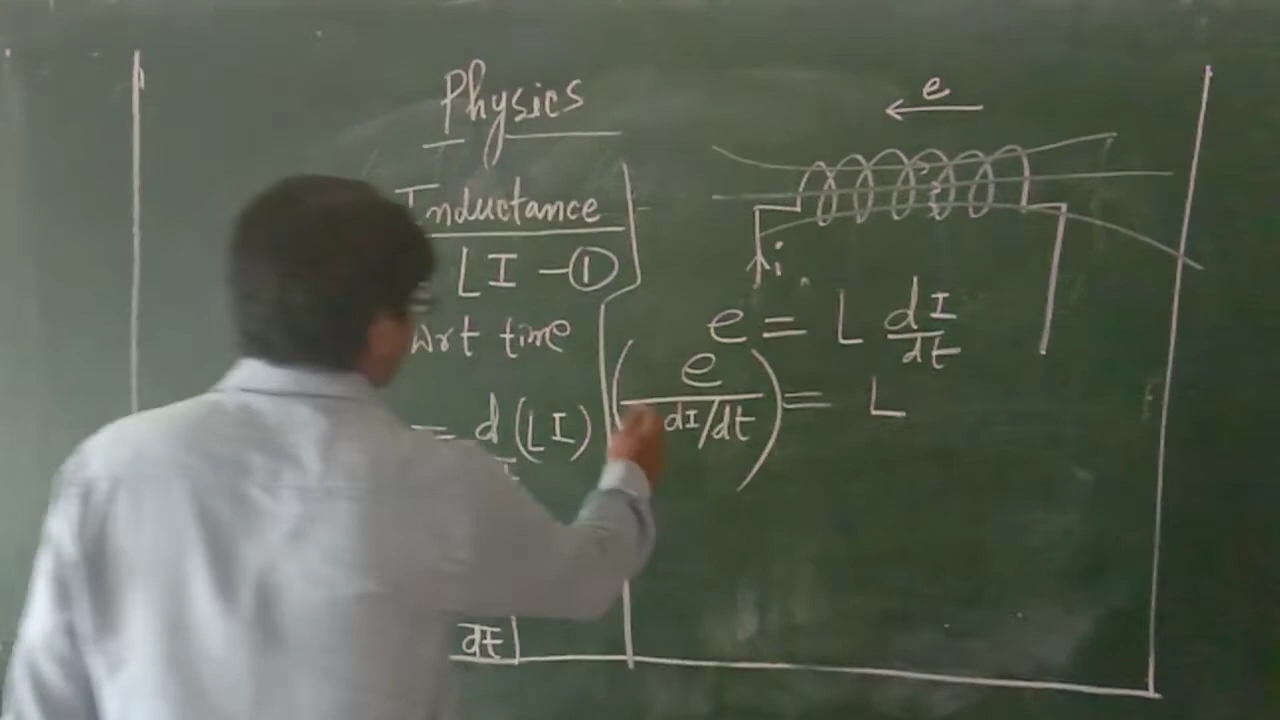 Physics
Inductance
LI - ①
wrt time
= d (LI)
dt
e
i
e = L dI/dt
(e / dI/dt) = L